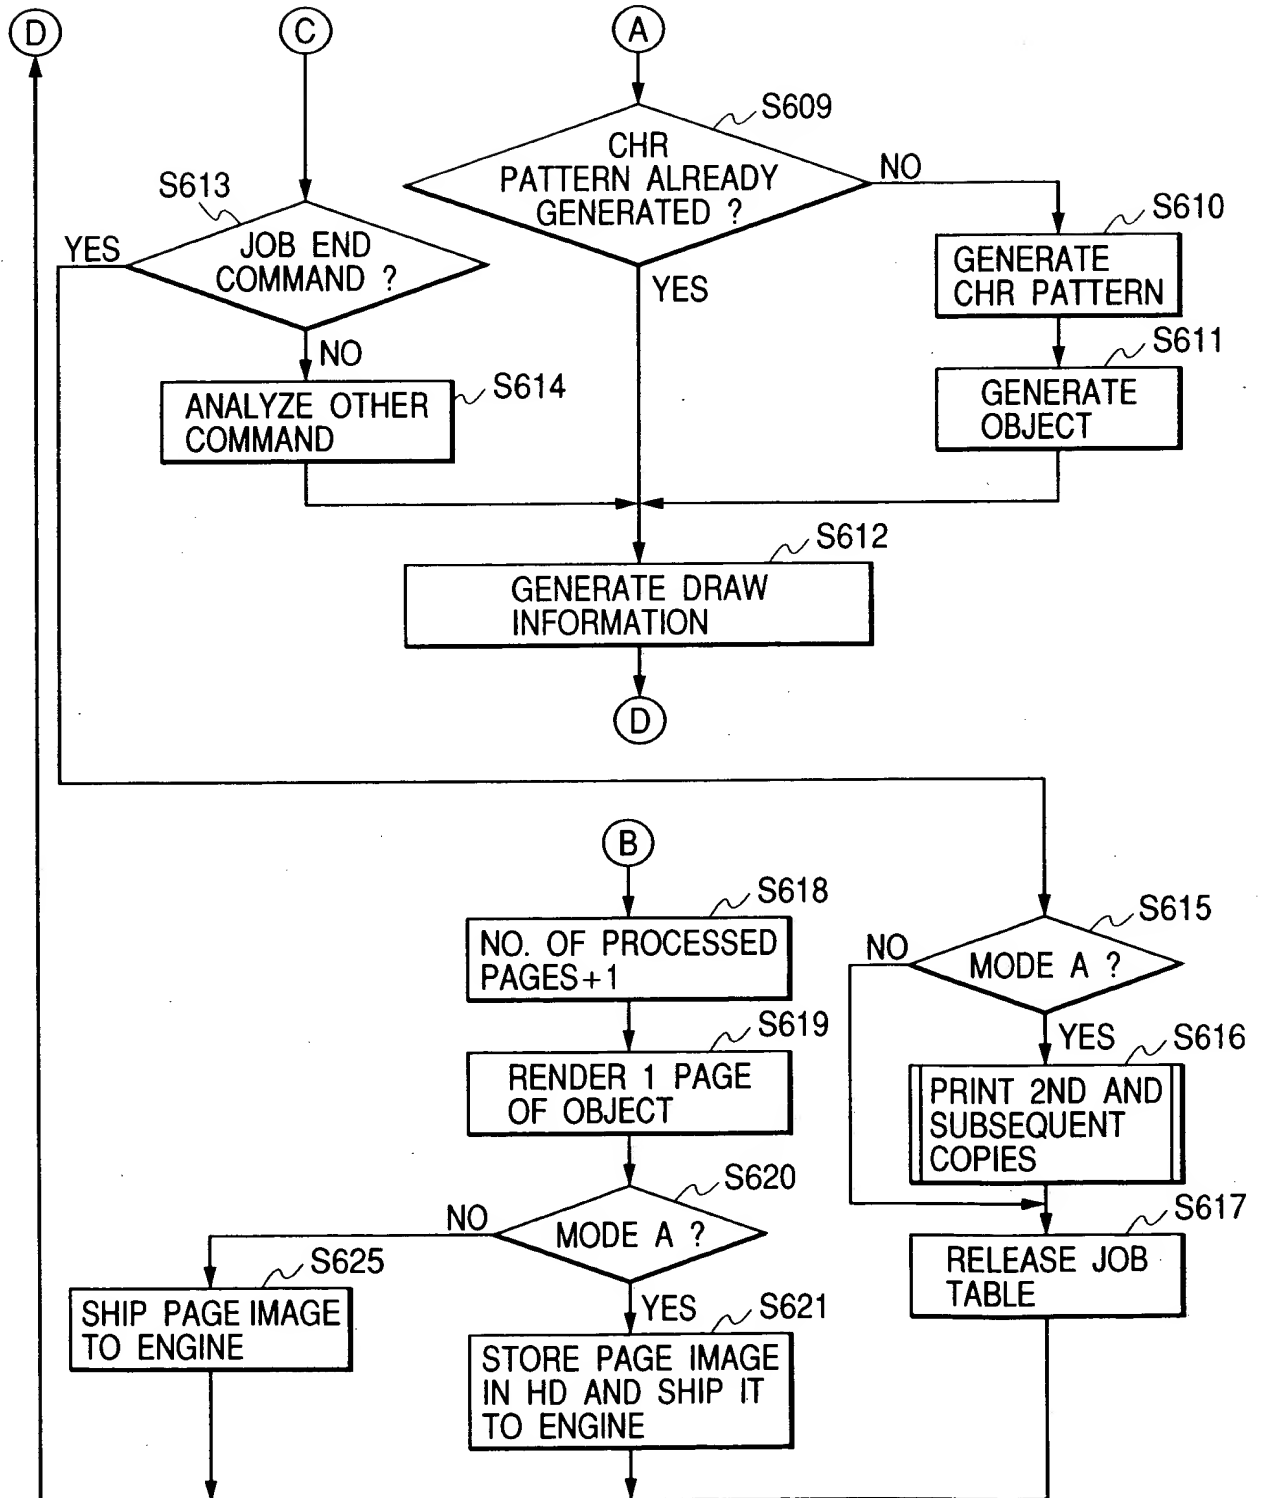 D
C
A
S609
CHR
PATTERN ALREADY
GENERATED ?
NO
YES
S613
JOB END
COMMAND ?
YES
NO
S610
GENERATE
CHR PATTERN
S611
GENERATE
OBJECT
S614
ANALYZE OTHER
COMMAND
S612
GENERATE DRAW
INFORMATION
D
B
S618
NO. OF PROCESSED
PAGES+1
S615
MODE A ?
NO
YES
S619
RENDER 1 PAGE
OF OBJECT
S616
PRINT 2ND AND
SUBSEQUENT
COPIES
S620
MODE A ?
NO
YES
S617
RELEASE JOB
TABLE
S625
SHIP PAGE IMAGE
TO ENGINE
S621
STORE PAGE IMAGE
IN HD AND SHIP IT
TO ENGINE